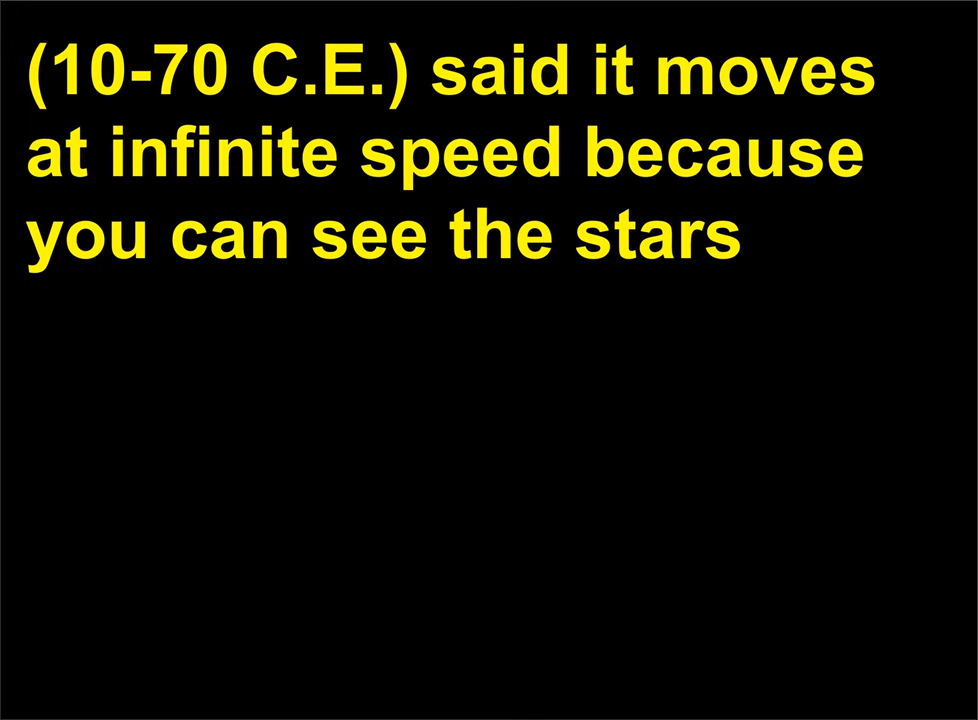 (10-70 C.E.) said it moves
at infinite speed because
you can see the stars